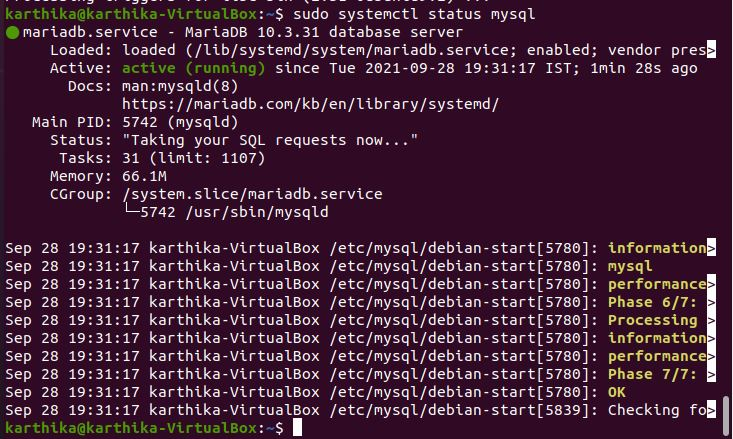 karthika@karthika-VirtualBox:~$ sudo systemctl status mysql
● mariadb.service - MariaDB 10.3.31 database server
Loaded: loaded (/lib/systemd/system/mariadb.service; enabled; vendor pres>
Active: active (running) since Tue 2021-09-28 19:31:17 IST; 1min 28s ago
Docs: man:mysqld(8)
https://mariadb.com/kb/en/library/systemd/
Main PID: 5742 (mysqld)
Status: "Taking your SQL requests now..."
Tasks: 31 (limit: 1107)
Memory: 66.1M
CGroup: /system.slice/mariadb.service
└─5742 /usr/sbin/mysqld
Sep 28 19:31:17 karthika-VirtualBox /etc/mysql/debian-start[5780]: information>
Sep 28 19:31:17 karthika-VirtualBox /etc/mysql/debian-start[5780]: mysql
Sep 28 19:31:17 karthika-VirtualBox /etc/mysql/debian-start[5780]: performance>
Sep 28 19:31:17 karthika-VirtualBox /etc/mysql/debian-start[5780]: Phase 6/7: >
Sep 28 19:31:17 karthika-VirtualBox /etc/mysql/debian-start[5780]: Processing >
Sep 28 19:31:17 karthika-VirtualBox /etc/mysql/debian-start[5780]: information>
Sep 28 19:31:17 karthika-VirtualBox /etc/mysql/debian-start[5780]: performance>
Sep 28 19:31:17 karthika-VirtualBox /etc/mysql/debian-start[5780]: Phase 7/7: >
Sep 28 19:31:17 karthika-VirtualBox /etc/mysql/debian-start[5780]: OK
Sep 28 19:31:17 karthika-VirtualBox /etc/mysql/debian-start[5839]: Checking fo>
karthika@karthika-VirtualBox:~$